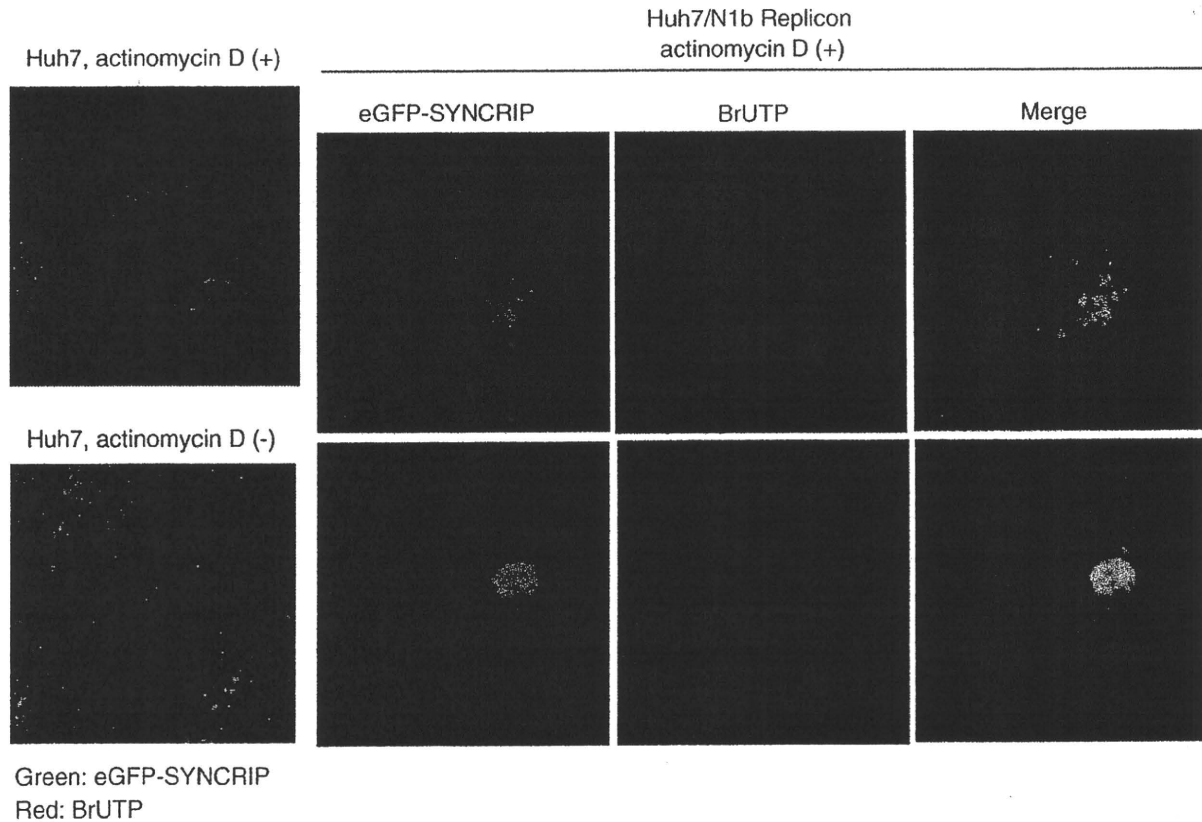 Huh7, actinomycin D (+)
Huh7/N1b Replicon
actinomycin D (+)
eGFP-SYNCRIP
BrUTP
Merge
Huh7, actinomycin D (-)
Green: eGFP-SYNCRIP
Red: BrUTP